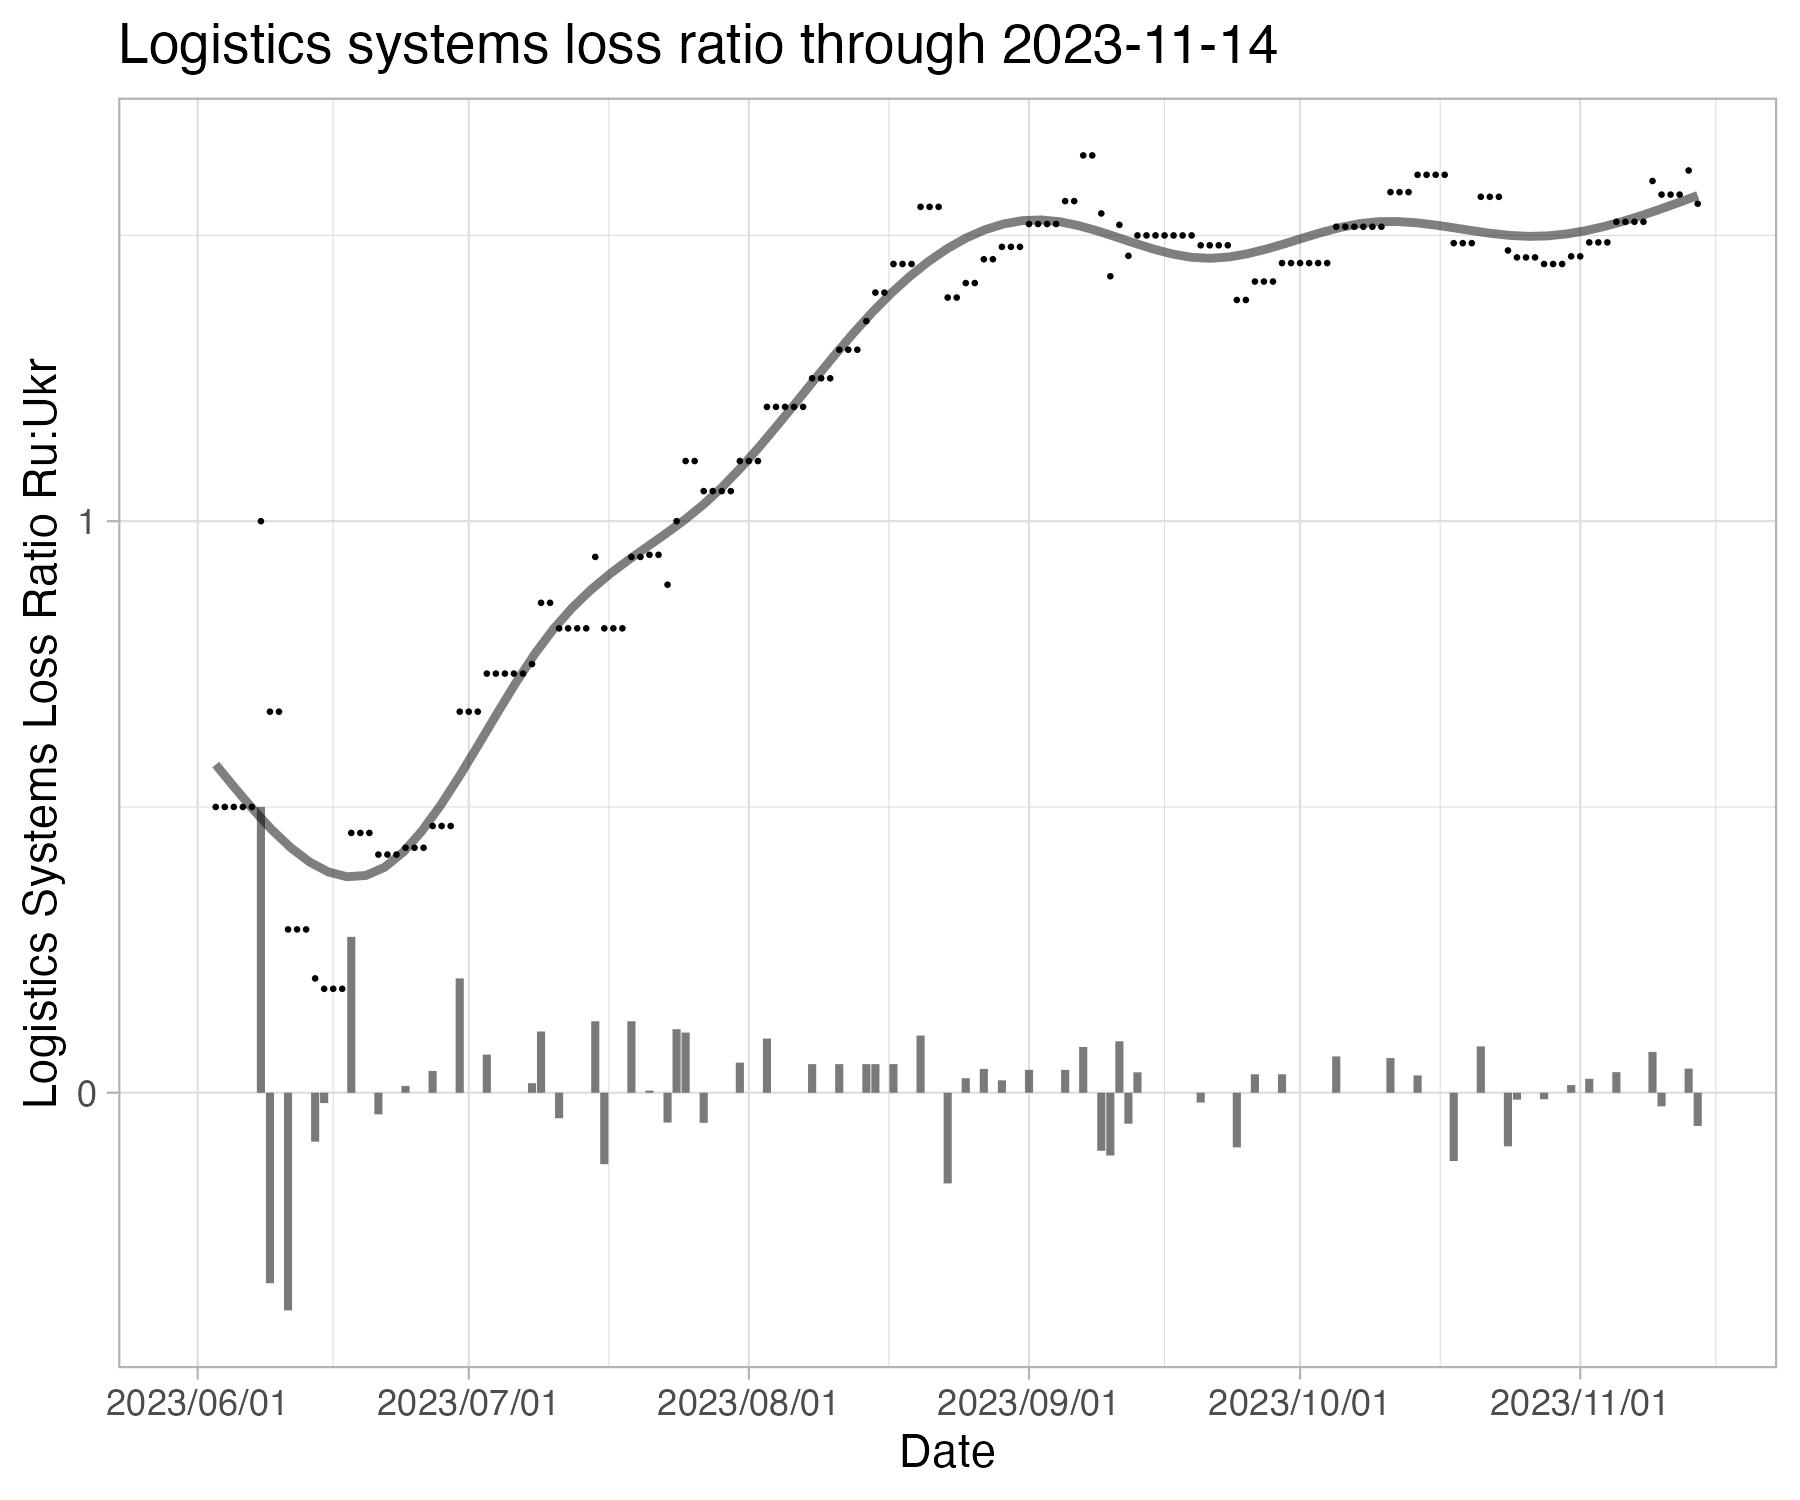 Logistics systems loss ratio through 2023-11-14
Logistics Systems Loss Ratio Ru:Ukr
1
0
2023/06/01 2023/07/01 2023/08/01 2023/09/01 2023/10/01 2023/11/01
Date